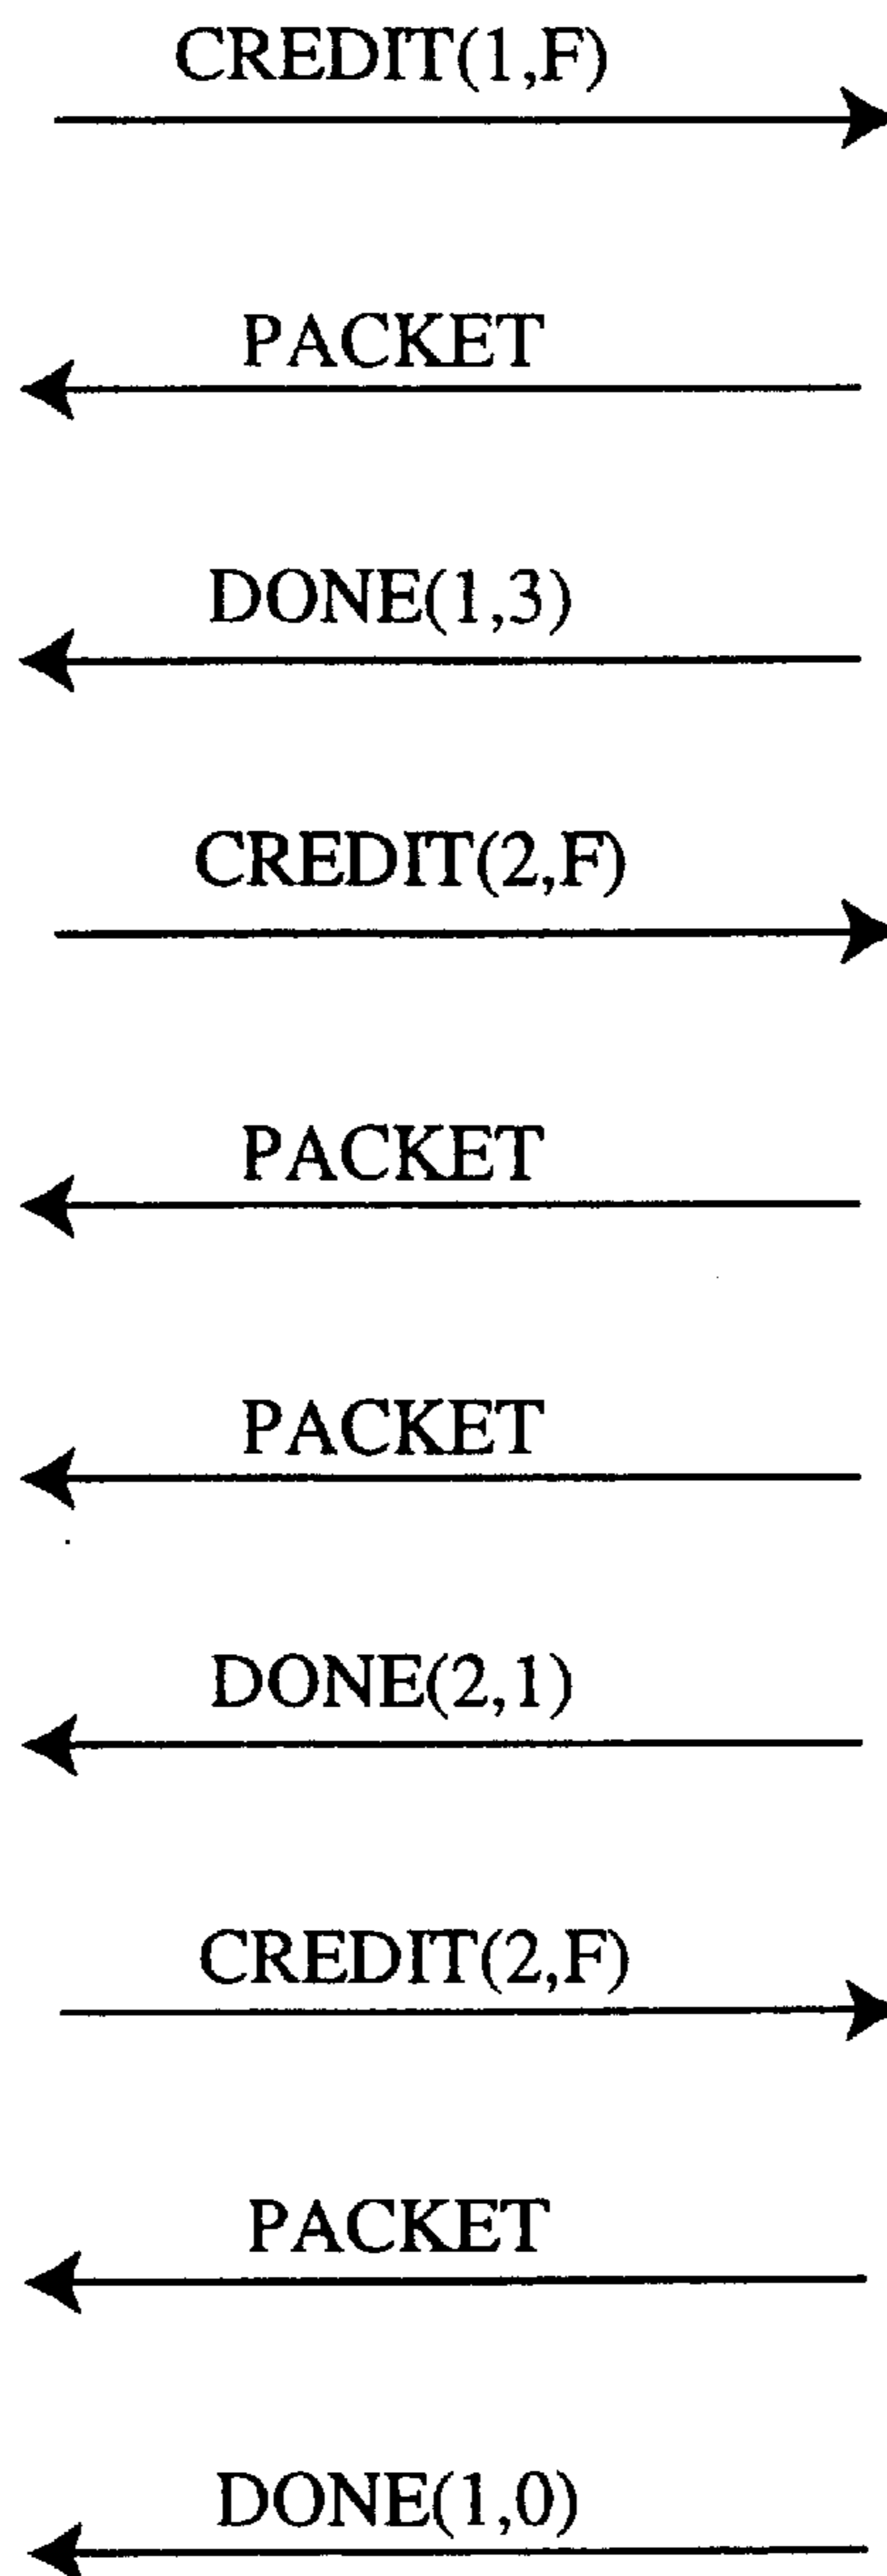 CREDIT(1,F)
PACKET
DONE(1,3)
CREDIT(2,F)
PACKET
PACKET
DONE(2,1)
CREDIT(2,F)
PACKET
DONE(1,0)